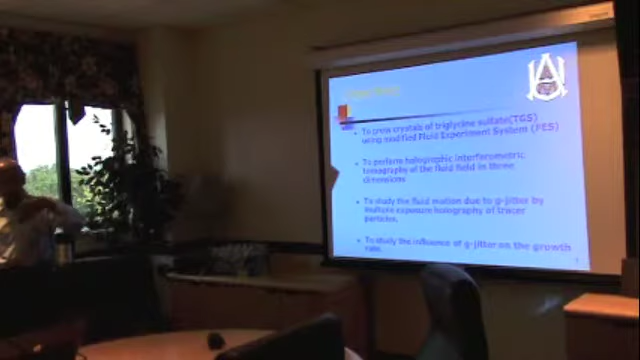 To grow crystals of triglycine sulfate(TGS)
using modified Fluid Experiment System (FES)
To perform holographic interferometric
tomography of the fluid field in three
dimensions
To study the fluid motion due to g-jitter by
multiple exposure holography of tracer
particles.
To study the influence of g-jitter on the growth
rate.